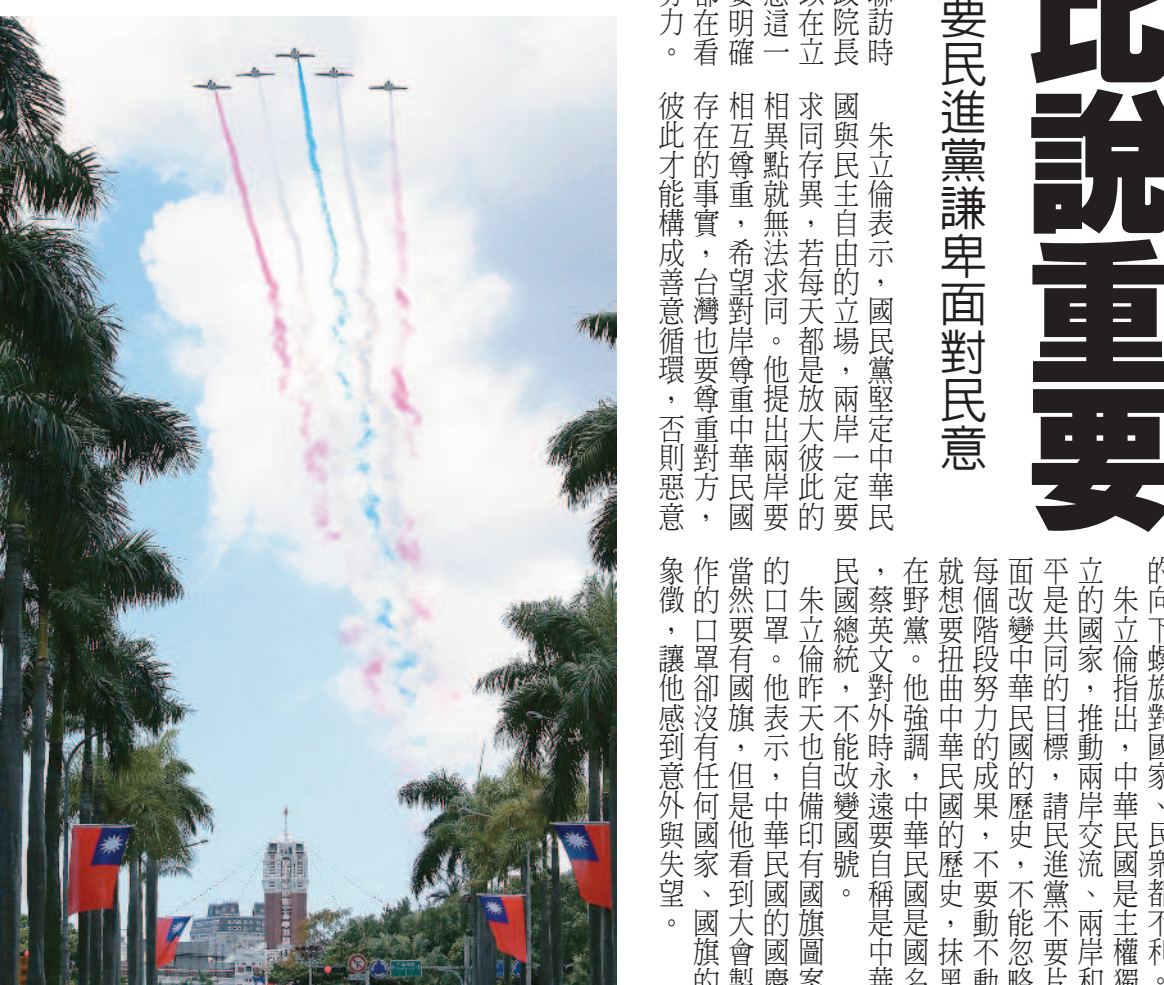 比說重要
要民進黨謙卑面對民意
聯訪時
院長
以在立
這一
要明確
都在看
努力。
朱立倫表示，國民黨堅定中華民
國與民主自由的立場，兩岸一定要
求同存異，若每天都是放大彼此的
相異點就無法求同。他提出兩岸要
相互尊重，希望對岸尊重中華民國
存在的事實，台灣也要尊重對方，
彼此才能構成善意循環，否則惡意
的向下螺旋對國家、民眾都不利。
朱立倫指出，中華民國是主權獨
立的國家，推動兩岸交流、兩岸和
平是共同的目標，請民進黨不要片
面改變中華民國的歷史，不能忽略
每個階段努力的成果，不要動不動
就想要扭曲中華民國的歷史，抹黑
在野黨。他強調，中華民國是國名
，蔡英文對外時永遠要自稱是中華
民國總統，不能改變國號。
朱立倫昨天也自備印有國旗圖案
的口罩。他表示，中華民國的國慶
當然要有國旗，但是他看到大會製
作的口罩卻沒有任何國家、國旗的
象徵，讓他感到意外與失望。